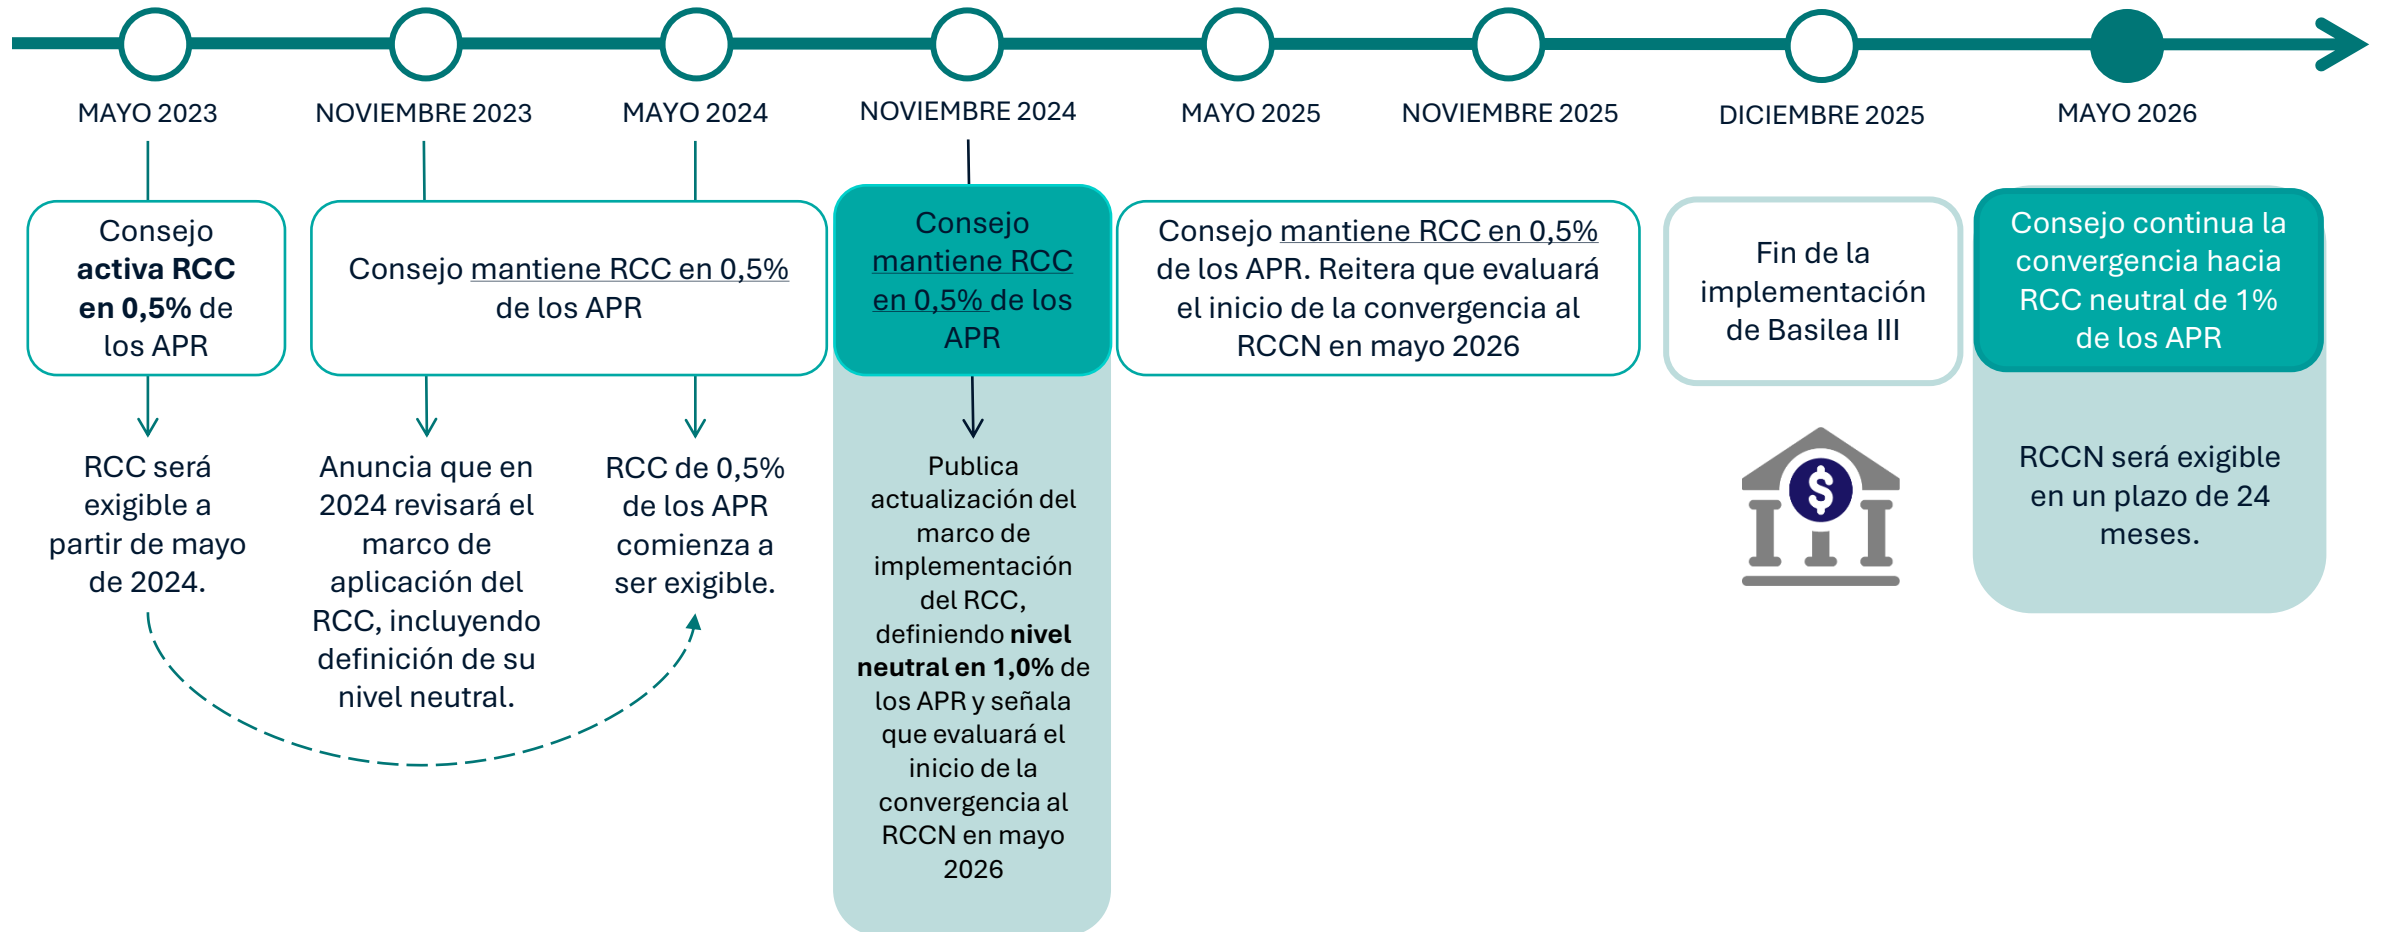 MAYO 2023
NOVIEMBRE 2023
MAYO 2024
NOVIEMBRE 2024
MAYO 2025
NOVIEMBRE 2025
DICIEMBRE 2025
MAYO 2026
Consejo
activa RCC
en 0,5% de
los APR
Consejo mantiene RCC en 0,5%
de los APR
Consejo
mantiene RCC
en 0,5% de los
APR
Consejo mantiene RCC en 0,5%
de los APR. Reitera que evaluará
el inicio de la convergencia al
RCCN en mayo 2026
Fin de la
implementación
de Basilea III
Consejo continua la
convergencia hacia
RCC neutral de 1%
de los APR
RCC será
exigible a
partir de mayo
de 2024.
Anuncia que en
2024 revisará el
marco de
aplicación del
RCC, incluyendo
definición de su
nivel neutral.
RCC de 0,5%
de los APR
comienza a
ser exigible.
Publica
actualización del
marco de
implementación
del RCC,
definiendo nivel
neutral en 1,0% de
los APR y señala
que evaluará el
inicio de la
convergencia al
RCCN en mayo
2026
$
RCCN será exigible
en un plazo de 24
meses.